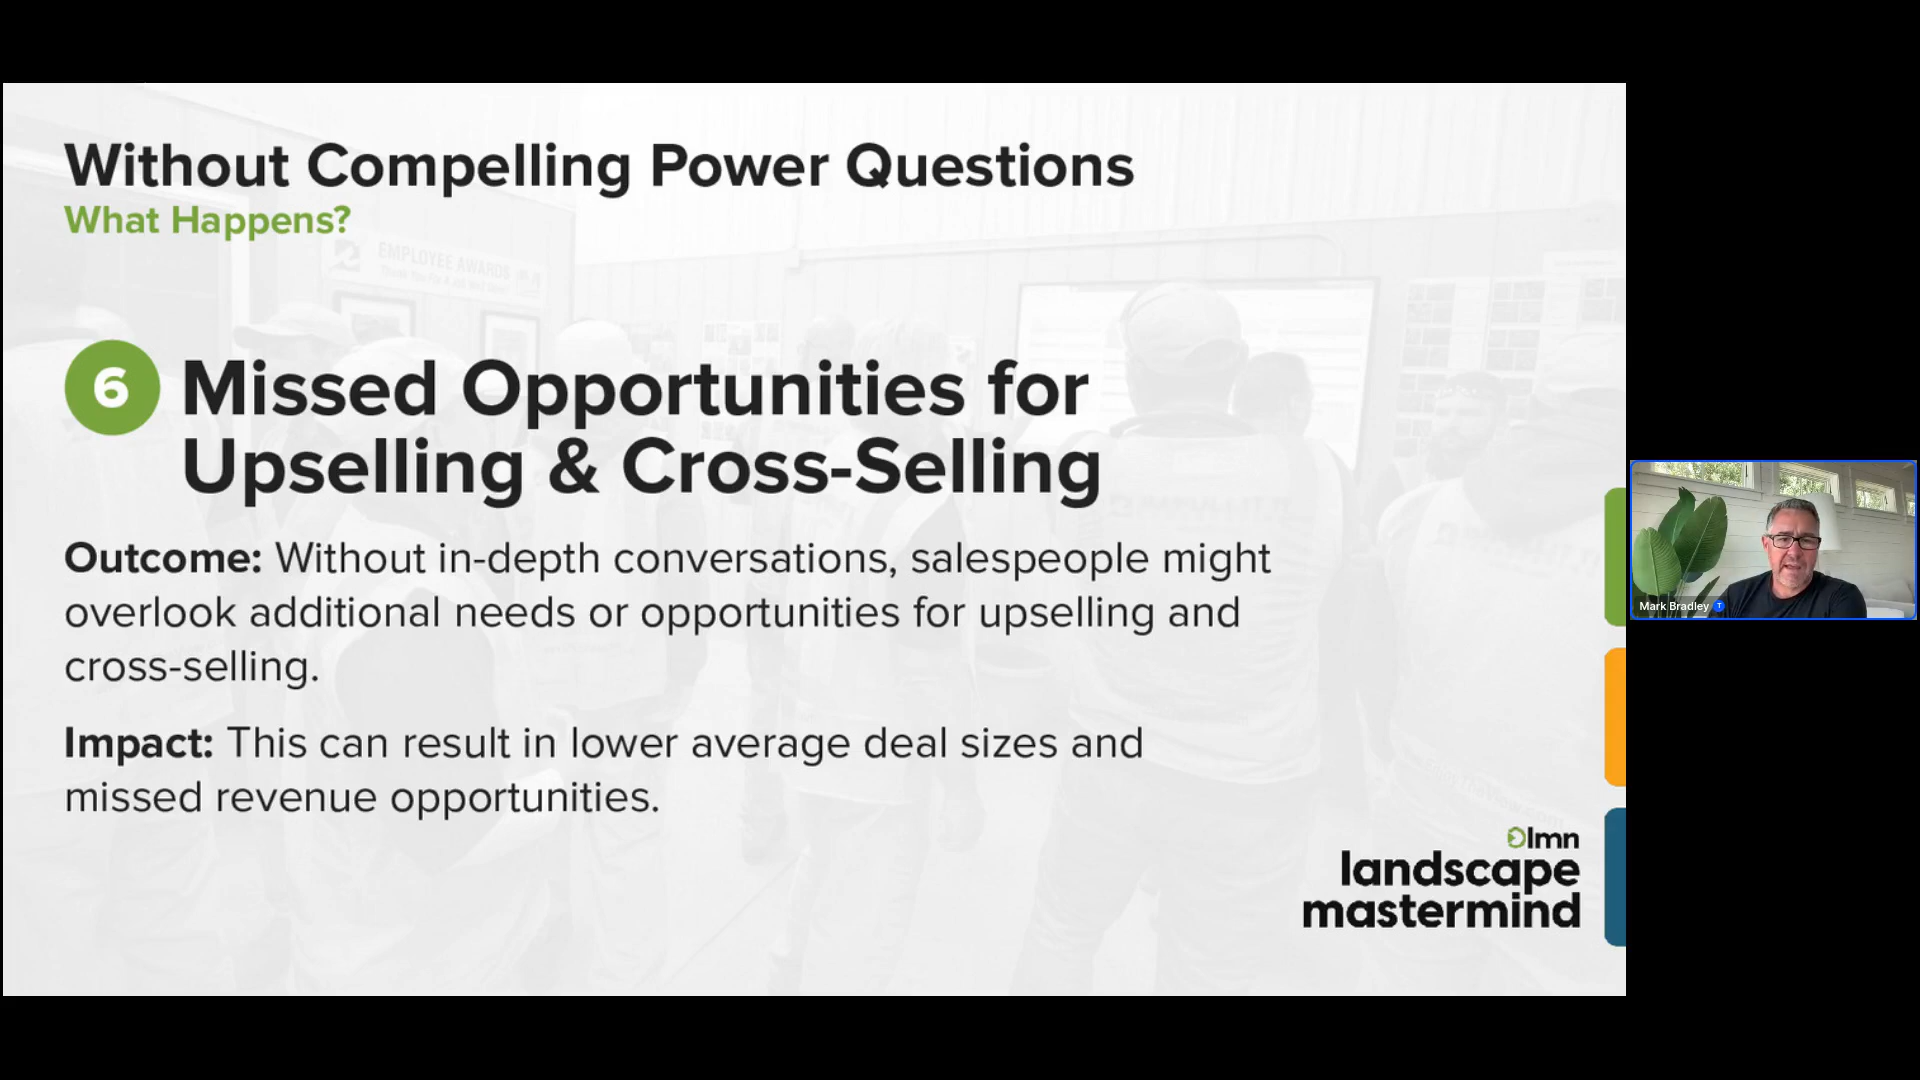 Without Compelling Power Questions
What Happens?
EMPLOYEE AWARDS
6
Missed Opportunities for
Upselling & Cross-Selling
Outcome: Without in-depth conversations, salespeople might
overlook additional needs or opportunities for upselling and
cross-selling.
Impact: This can result in lower average deal sizes and
missed revenue opportunities.
lmn
landscape
mastermind
Mark Bradley
T